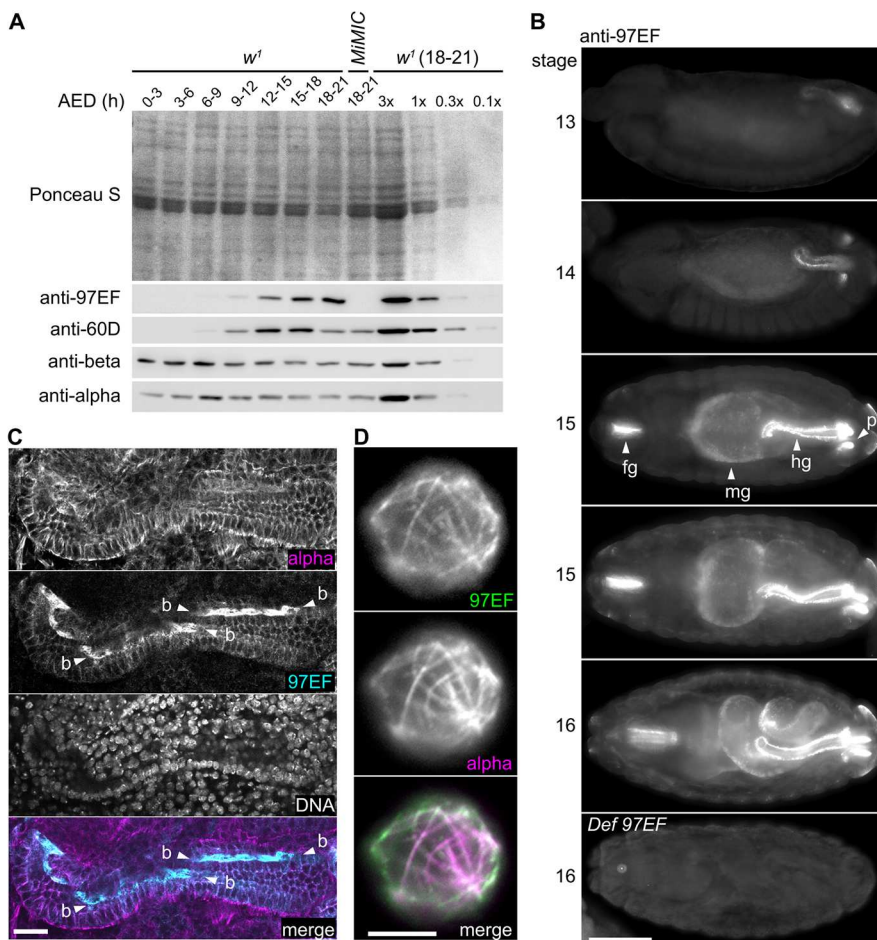 A
w1
MiMIC
w1 (18-21)
AED (h)
0-3
3-6
6-9
9-12
12-15
15-18
18-21
18-21
3x
1x
0.3x
0.1x
Ponceau S
anti-97EF
anti-60D
anti-beta
anti-alpha
B
anti-97EF
stage
13
14
15
fg
mg
hg
p
15
16
Def 97EF
16
C
alpha
b
b
b
b
97EF
DNA
b
b
b
b
merge
D
97EF
alpha
merge